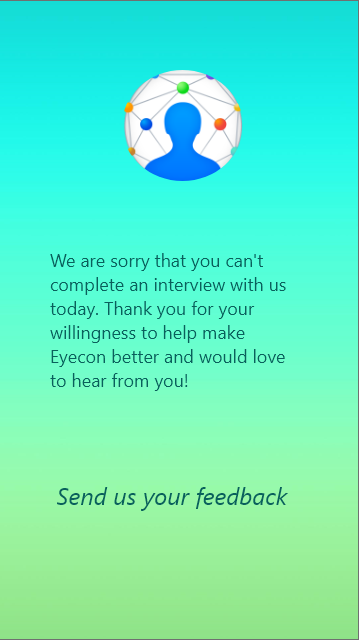 We are sorry that you can't
complete an interview with us
today. Thank you for your
willingness to help make
Eyecon better and would love
to hear from you!
Send us your feedback